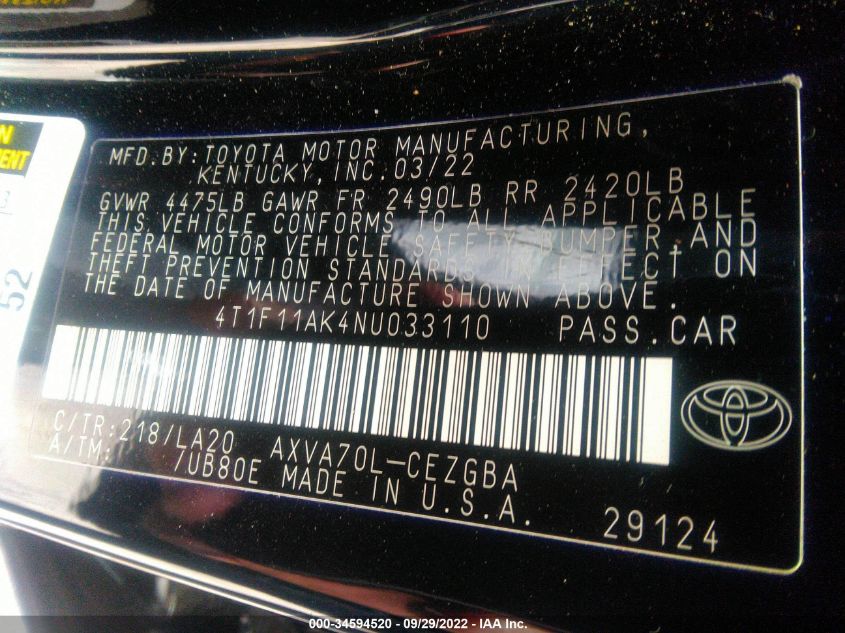 MFD.BY:TOYOTA MOTOR MANUFACTURING,
KENTUCKY, INC.03/22
GVWR 4475LB GAWR FR 2490LB RR 2420LB
THIS VEHICLE CONFORMS TO ALL APPLICABLE
FEDERAL MOTOR VEHICLE SAFETY, BUMPER, AND
THEFT PREVENTION STANDARDS IN EFFECT ON
THE DATE OF MANUFACTURE SHOWN ABOVE.
4T1F11AK4NU033110 PASS.CAR
C/TR:218/LA20 AXVA70L-CEZGBA
A/TM: 7UB80E MADE IN U.S.A.
29124
52
000-34594520 - 09/29/2022 - IAA Inc.